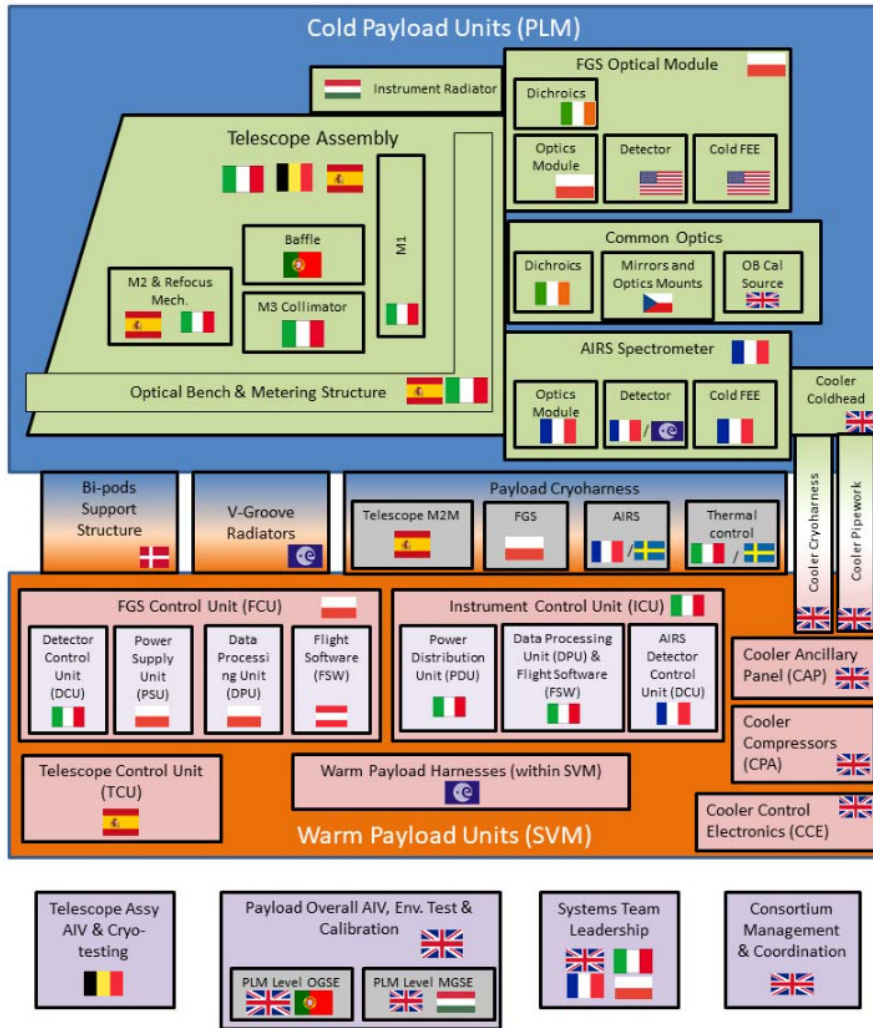 Cold Payload Units (PLM)
Instrument Radiator
FGS Optical Module
Dichroics
Optics
Module
Detector
Cold FEE
Telescope Assembly
Baffle
M1
M2 & Refocus
Mech.
M3 Collimator
Optical Bench & Metering Structure
Common Optics
Dichroics
Mirrors and
Optics Mounts
OB Cal
Source
AIRS Spectrometer
Optics
Module
Detector
/
Cold FEE
Cooler
Coldhead
Bi-pods
Support
Structure
V-Groove
Radiators
Payload Cryoharness
Telescope M2M
FGS
AIRS
/
Thermal
control
/
Cooler Cryoharness
Cooler Pipework
FGS Control Unit (FCU)
Detector
Control
Unit
(DCU)
Power
Supply
Unit
(PSU)
Data
Processi
ng Unit
(DPU)
Flight
Software
(FSW)
Instrument Control Unit (ICU)
Power
Distribution
Unit (PDU)
Data Processing
Unit (DPU) &
Flight Software
(FSW)
AIRS
Detector
Control
Unit (DCU)
Cooler Ancillary
Panel (CAP)
Cooler
Compressors
(CPA)
Cooler Control
Electronics (CCE)
Telescope Control Unit
(TCU)
Warm Payload Harnesses (within SVM)
Warm Payload Units (SVM)
Telescope Assy
AIV & Cryo-
testing
Payload Overall AIV, Env. Test &
Calibration
PLM Level OGSE
PLM Level MGSE
Systems Team
Leadership
Consortium
Management
& Coordination